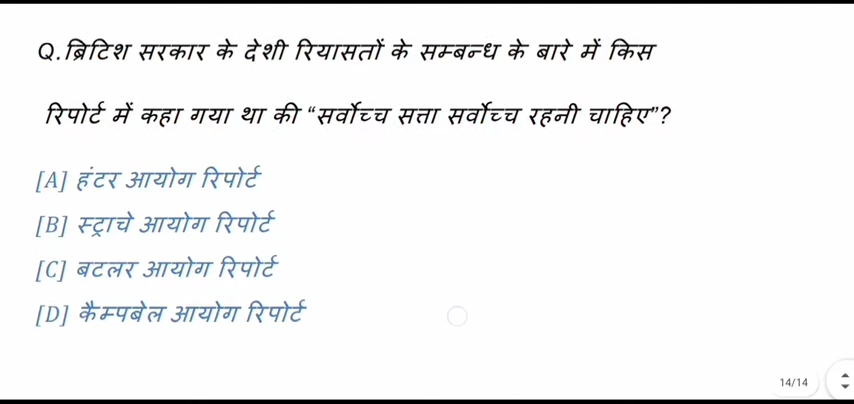 Q.ब्रिटिश सरकार के देशी रियासतों के सम्बन्ध के बारे में किस
रिपोर्ट में कहा गया था की “सर्वोच्च सत्ता सर्वोच्च रहनी चाहिए”?
[A] हंटर आयोग रिपोर्ट
[B] स्ट्राचे आयोग रिपोर्ट
[C] बटलर आयोग रिपोर्ट
[D] कैम्पबेल आयोग रिपोर्ट
14/14